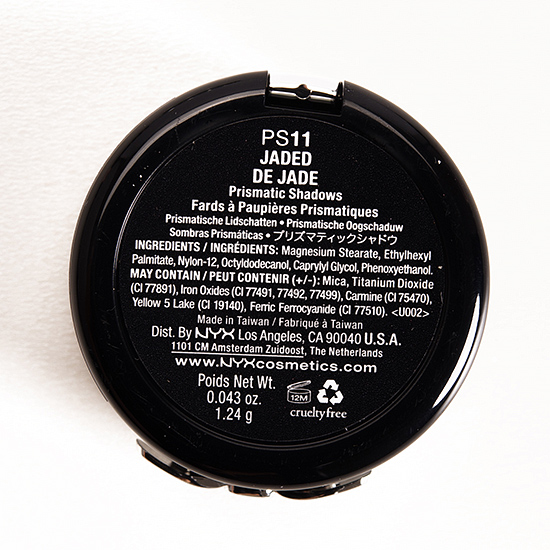 PS11
JADED
DE JADE
Prismatic Shadows
Fards à Paupières Prismatiques
Prismatische Lidschatten • Prismatische Oogschaduw
Sombras Prismáticas • プリズマティックシャドウ
INGREDIENTS / INGRÉDIENTS: Magnesium Stearate, Ethylhexyl
Palmitate, Nylon-12, Octyldodecanol, Caprylyl Glycol, Phenoxyethanol.
MAY CONTAIN / PEUT CONTENIR (+/-): Mica, Titanium Dioxide
(CI 77891), Iron Oxides (CI 77491, 77492, 77499), Carmine (CI 75470),
Yellow 5 Lake (CI 19140), Ferric Ferrocyanide (CI 77510). <U002>
Made in Taiwan / Fabriqué à Taiwan
Dist. By NYX Los Angeles, CA 90040 U.S.A.
1101 CM Amsterdam Zuidoost, The Netherlands
www.NYXcosmetics.com
Poids Net Wt.
0.043 oz.
1.24 g
12M
crueltyfree